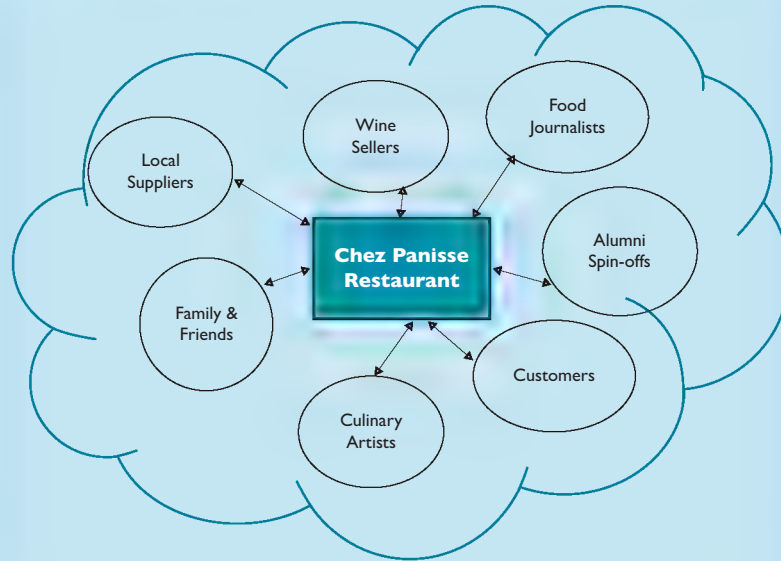 Food
Journalists
Wine
Sellers
Local
Suppliers
Chez Panisse
Restaurant
Alumni
Spin-offs
Family &
Friends
Customers
Culinary
Artists